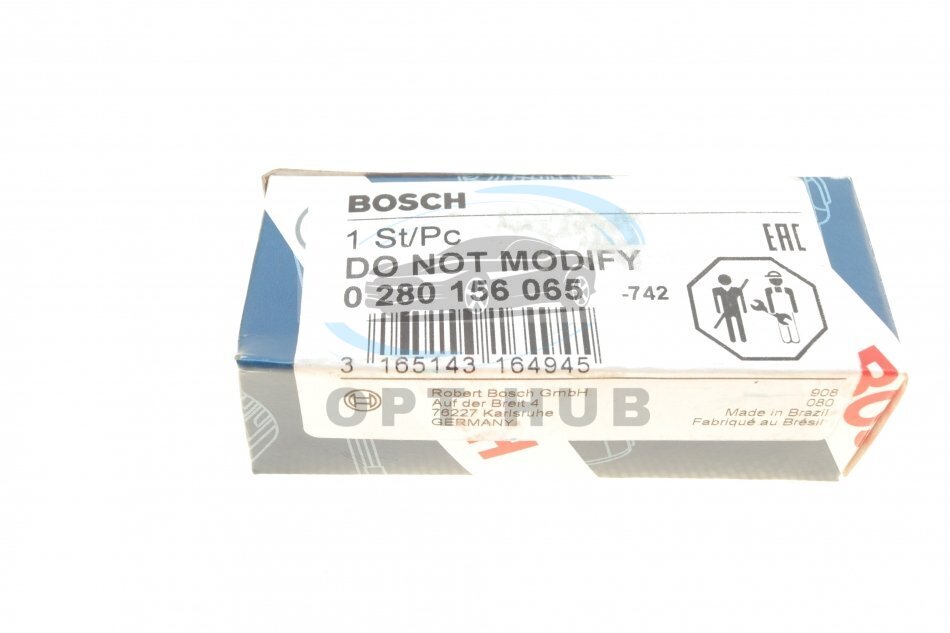 BOSCH
1 St/Pc
EAC
DO NOT MODIFY
0 280 156 065 -742
3 165143 164945
Robert Bosch GmbH
Auf der Breit 4
76227 Karlsruhe
GERMANY
908
080
Made in Brazil
Fabriqué au Brésil
HUB